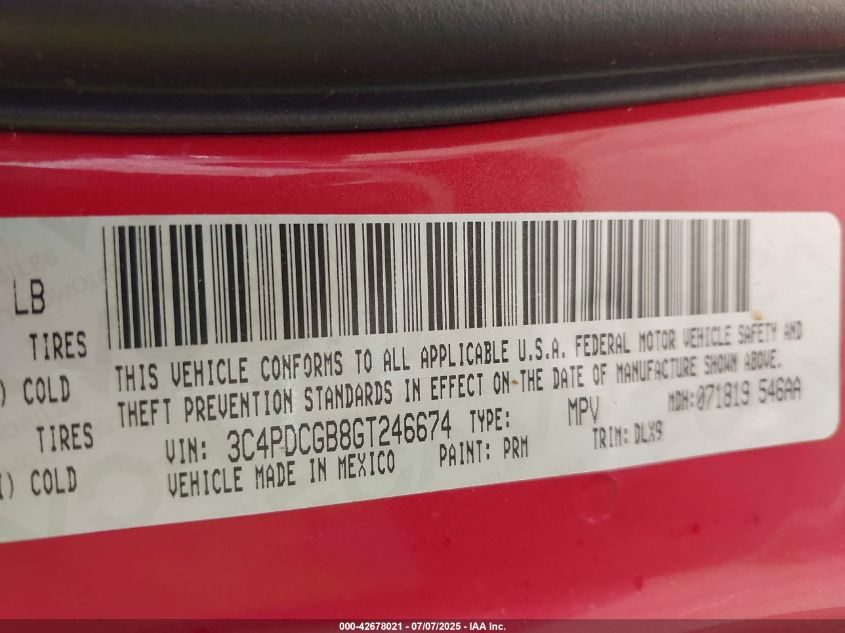 LB
TIRES
) COLD
TIRES
) COLD
THIS VEHICLE CONFORMS TO ALL APPLICABLE U.S.A. FEDERAL MOTOR VEHICLE SAFETY AND
THEFT PREVENTION STANDARDS IN EFFECT ON THE DATE OF MANUFACTURE SHOWN ABOVE.
VIN: 3C4PDCGB8GT246674 TYPE: MPV MDH:071819 546AA
VEHICLE MADE IN MEXICO PAINT: PRM TRIM: DLX9
000-42678021 - 07/07/2025 - IAA Inc.